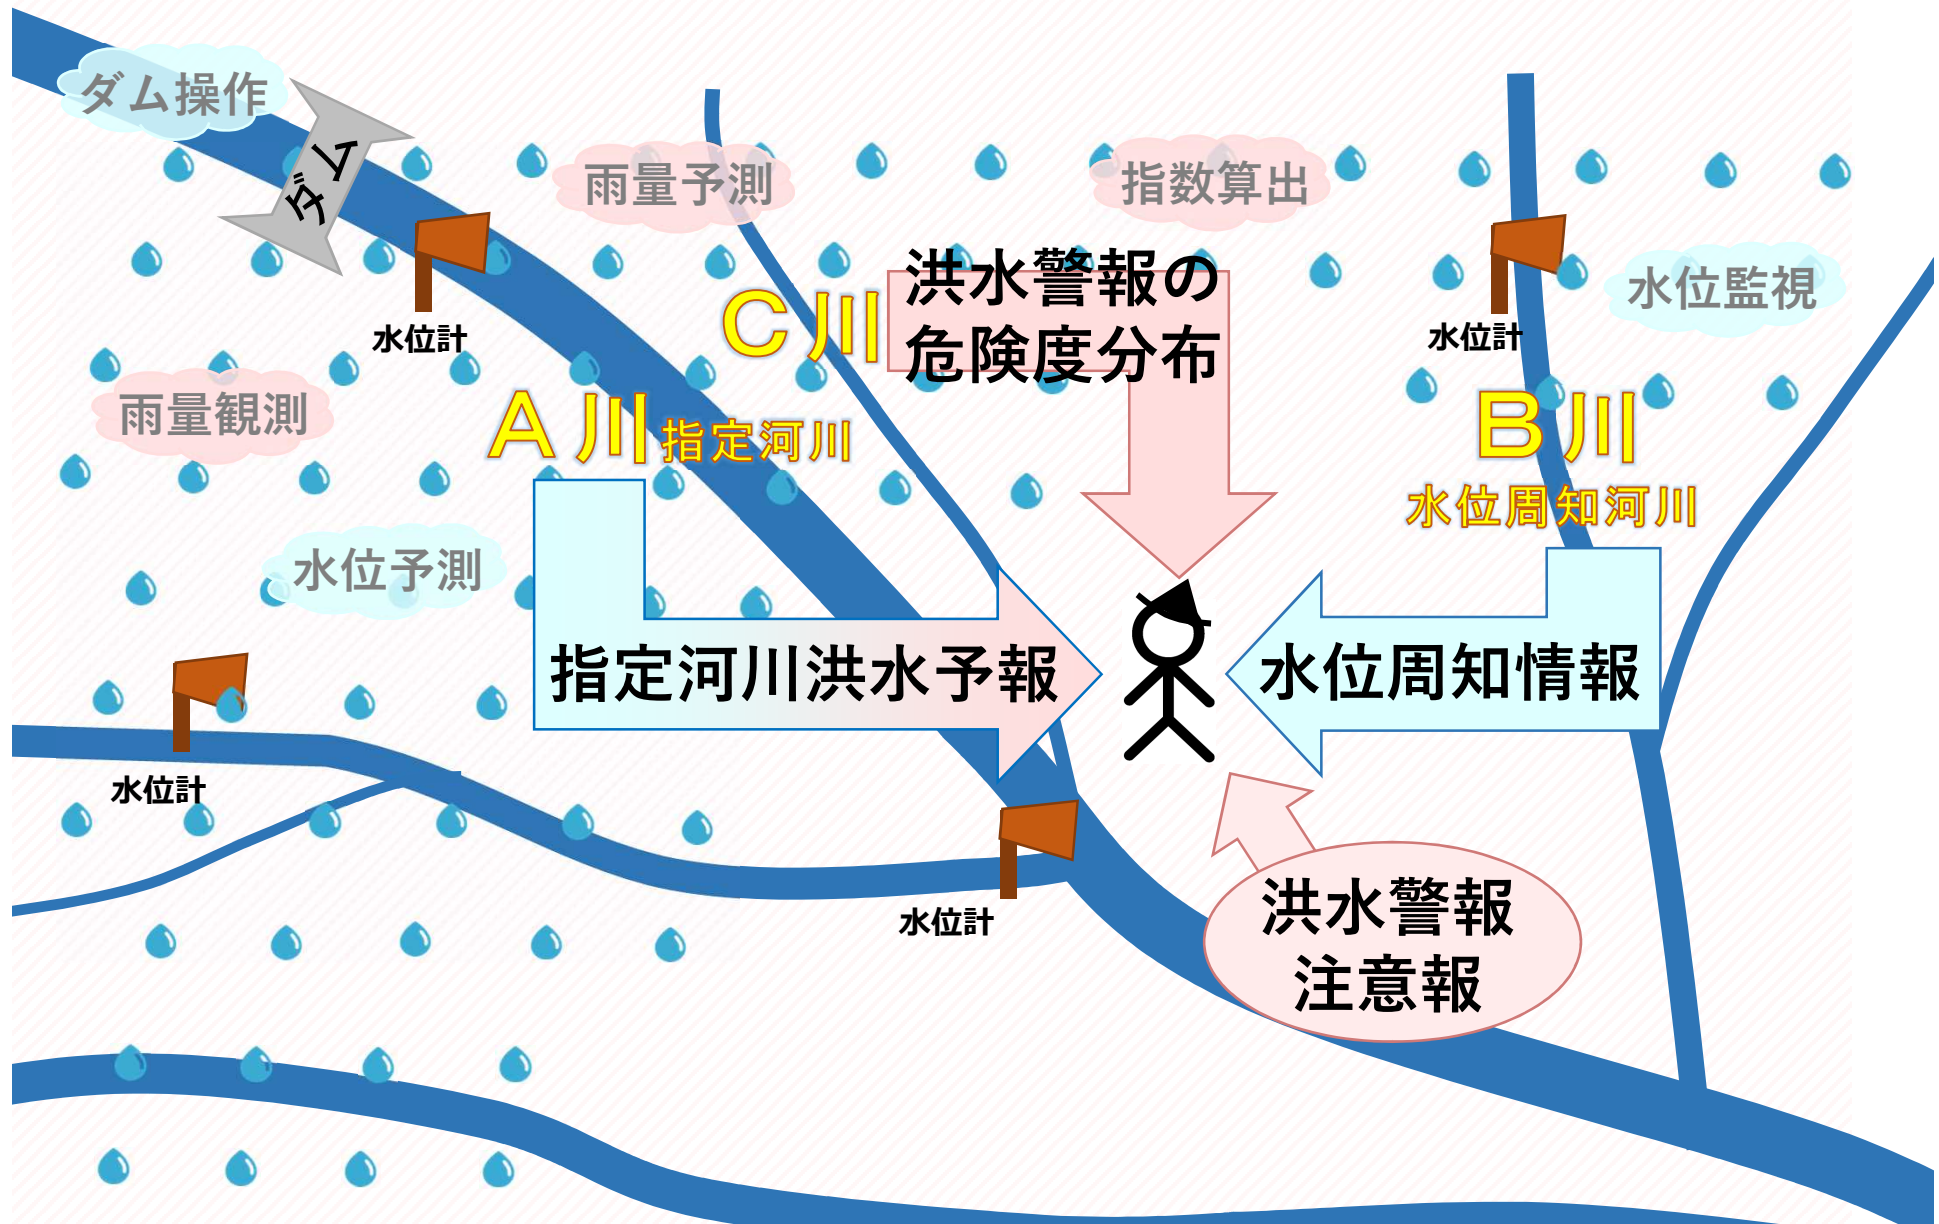 ダム操作
ダム
雨量予測
指数算出
水位監視
洪水警報の
危険度分布
C川
水位計
水位計
雨量観測
A川指定河川
B川
水位周知河川
水位予測
指定河川洪水予報
水位周知情報
水位計
水位計
洪水警報
注意報